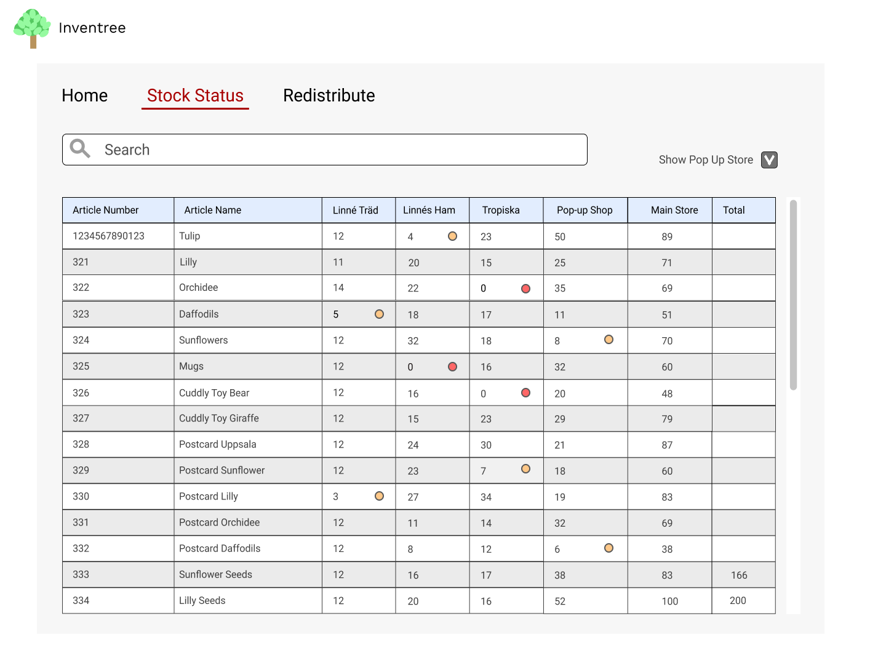 Inventree
Home Stock Status Redistribute
Search
Show Pop Up Store
Article Number Article Name Linné Träd Linnés Ham Tropiska Pop-up Shop Main Store Total
1234567890123 Tulip 12 4 23 50 89
321 Lilly 11 20 15 25 71
322 Orchidee 14 22 0 35 69
323 Daffodils 5 18 17 11 51
324 Sunflowers 12 32 18 8 70
325 Mugs 12 0 16 32 60
326 Cuddly Toy Bear 12 16 0 20 48
327 Cuddly Toy Giraffe 12 15 23 29 79
328 Postcard Uppsala 12 24 30 21 87
329 Postcard Sunflower 12 23 7 18 60
330 Postcard Lilly 3 27 34 19 83
331 Postcard Orchidee 12 11 14 32 69
332 Postcard Daffodils 12 8 12 6 38
333 Sunflower Seeds 12 16 17 38 83 166
334 Lilly Seeds 12 20 16 52 100 200